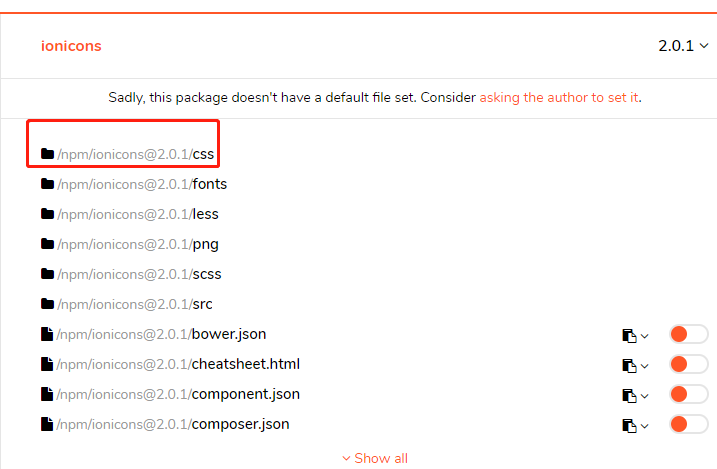 ionicons 2.0.1
Sadly, this package doesn't have a default file set. Consider asking the author to set it.
/npm/ionicons@2.0.1/css
/npm/ionicons@2.0.1/fonts
/npm/ionicons@2.0.1/less
/npm/ionicons@2.0.1/png
/npm/ionicons@2.0.1/scss
/npm/ionicons@2.0.1/src
/npm/ionicons@2.0.1/bower.json
/npm/ionicons@2.0.1/cheatsheet.html
/npm/ionicons@2.0.1/component.json
/npm/ionicons@2.0.1/composer.json
Show all